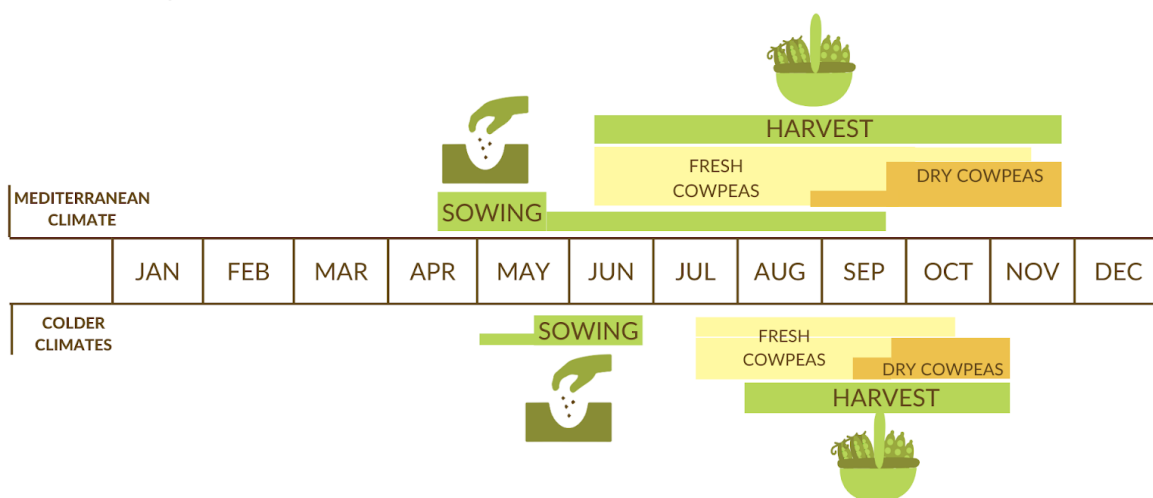 HARVEST
FRESH
COWPEAS
DRY COWPEAS
MEDITERRANEAN
CLIMATE
SOWING
JAN FEB MAR APR MAY JUN JUL AUG SEP OCT NOV DEC
COLDER
CLIMATES
SOWING
FRESH
COWPEAS
DRY COWPEAS
HARVEST